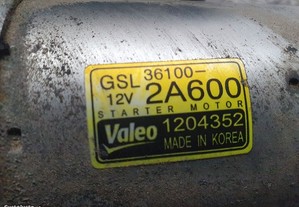 GSL 36100-
12V 2A600
STARTER MOTOR
Valeo 1204352
MADE IN KOREA